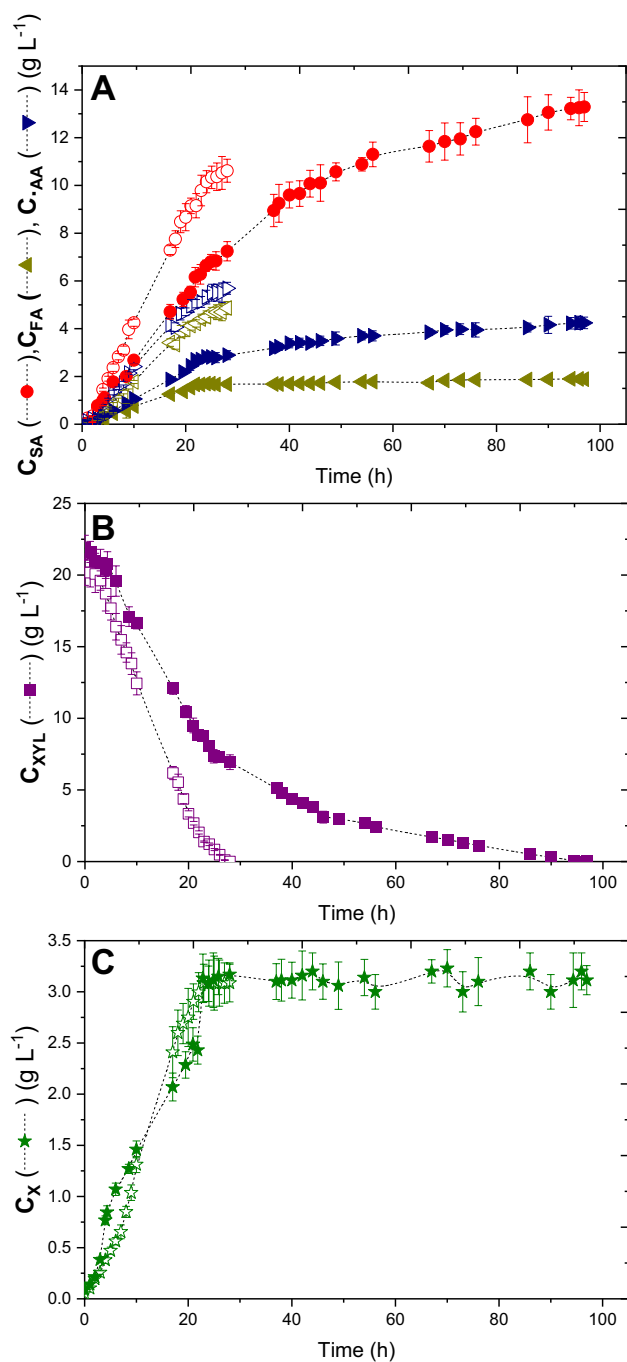 A
C_SA (--●--), C_FA (--◀--), C._AA (--▶--) (g L⁻¹)
14
12
10
8
6
4
2
0
0 20 40 60 80 100
Time (h)
B
C_XYL (--■--) (g L⁻¹)
25
20
15
10
5
0
0 20 40 60 80 100
Time (h)
C
C_X (--★--) (g L⁻¹)
3.5
3.0
2.5
2.0
1.5
1.0
0.5
0.0
0 20 40 60 80 100
Time (h)